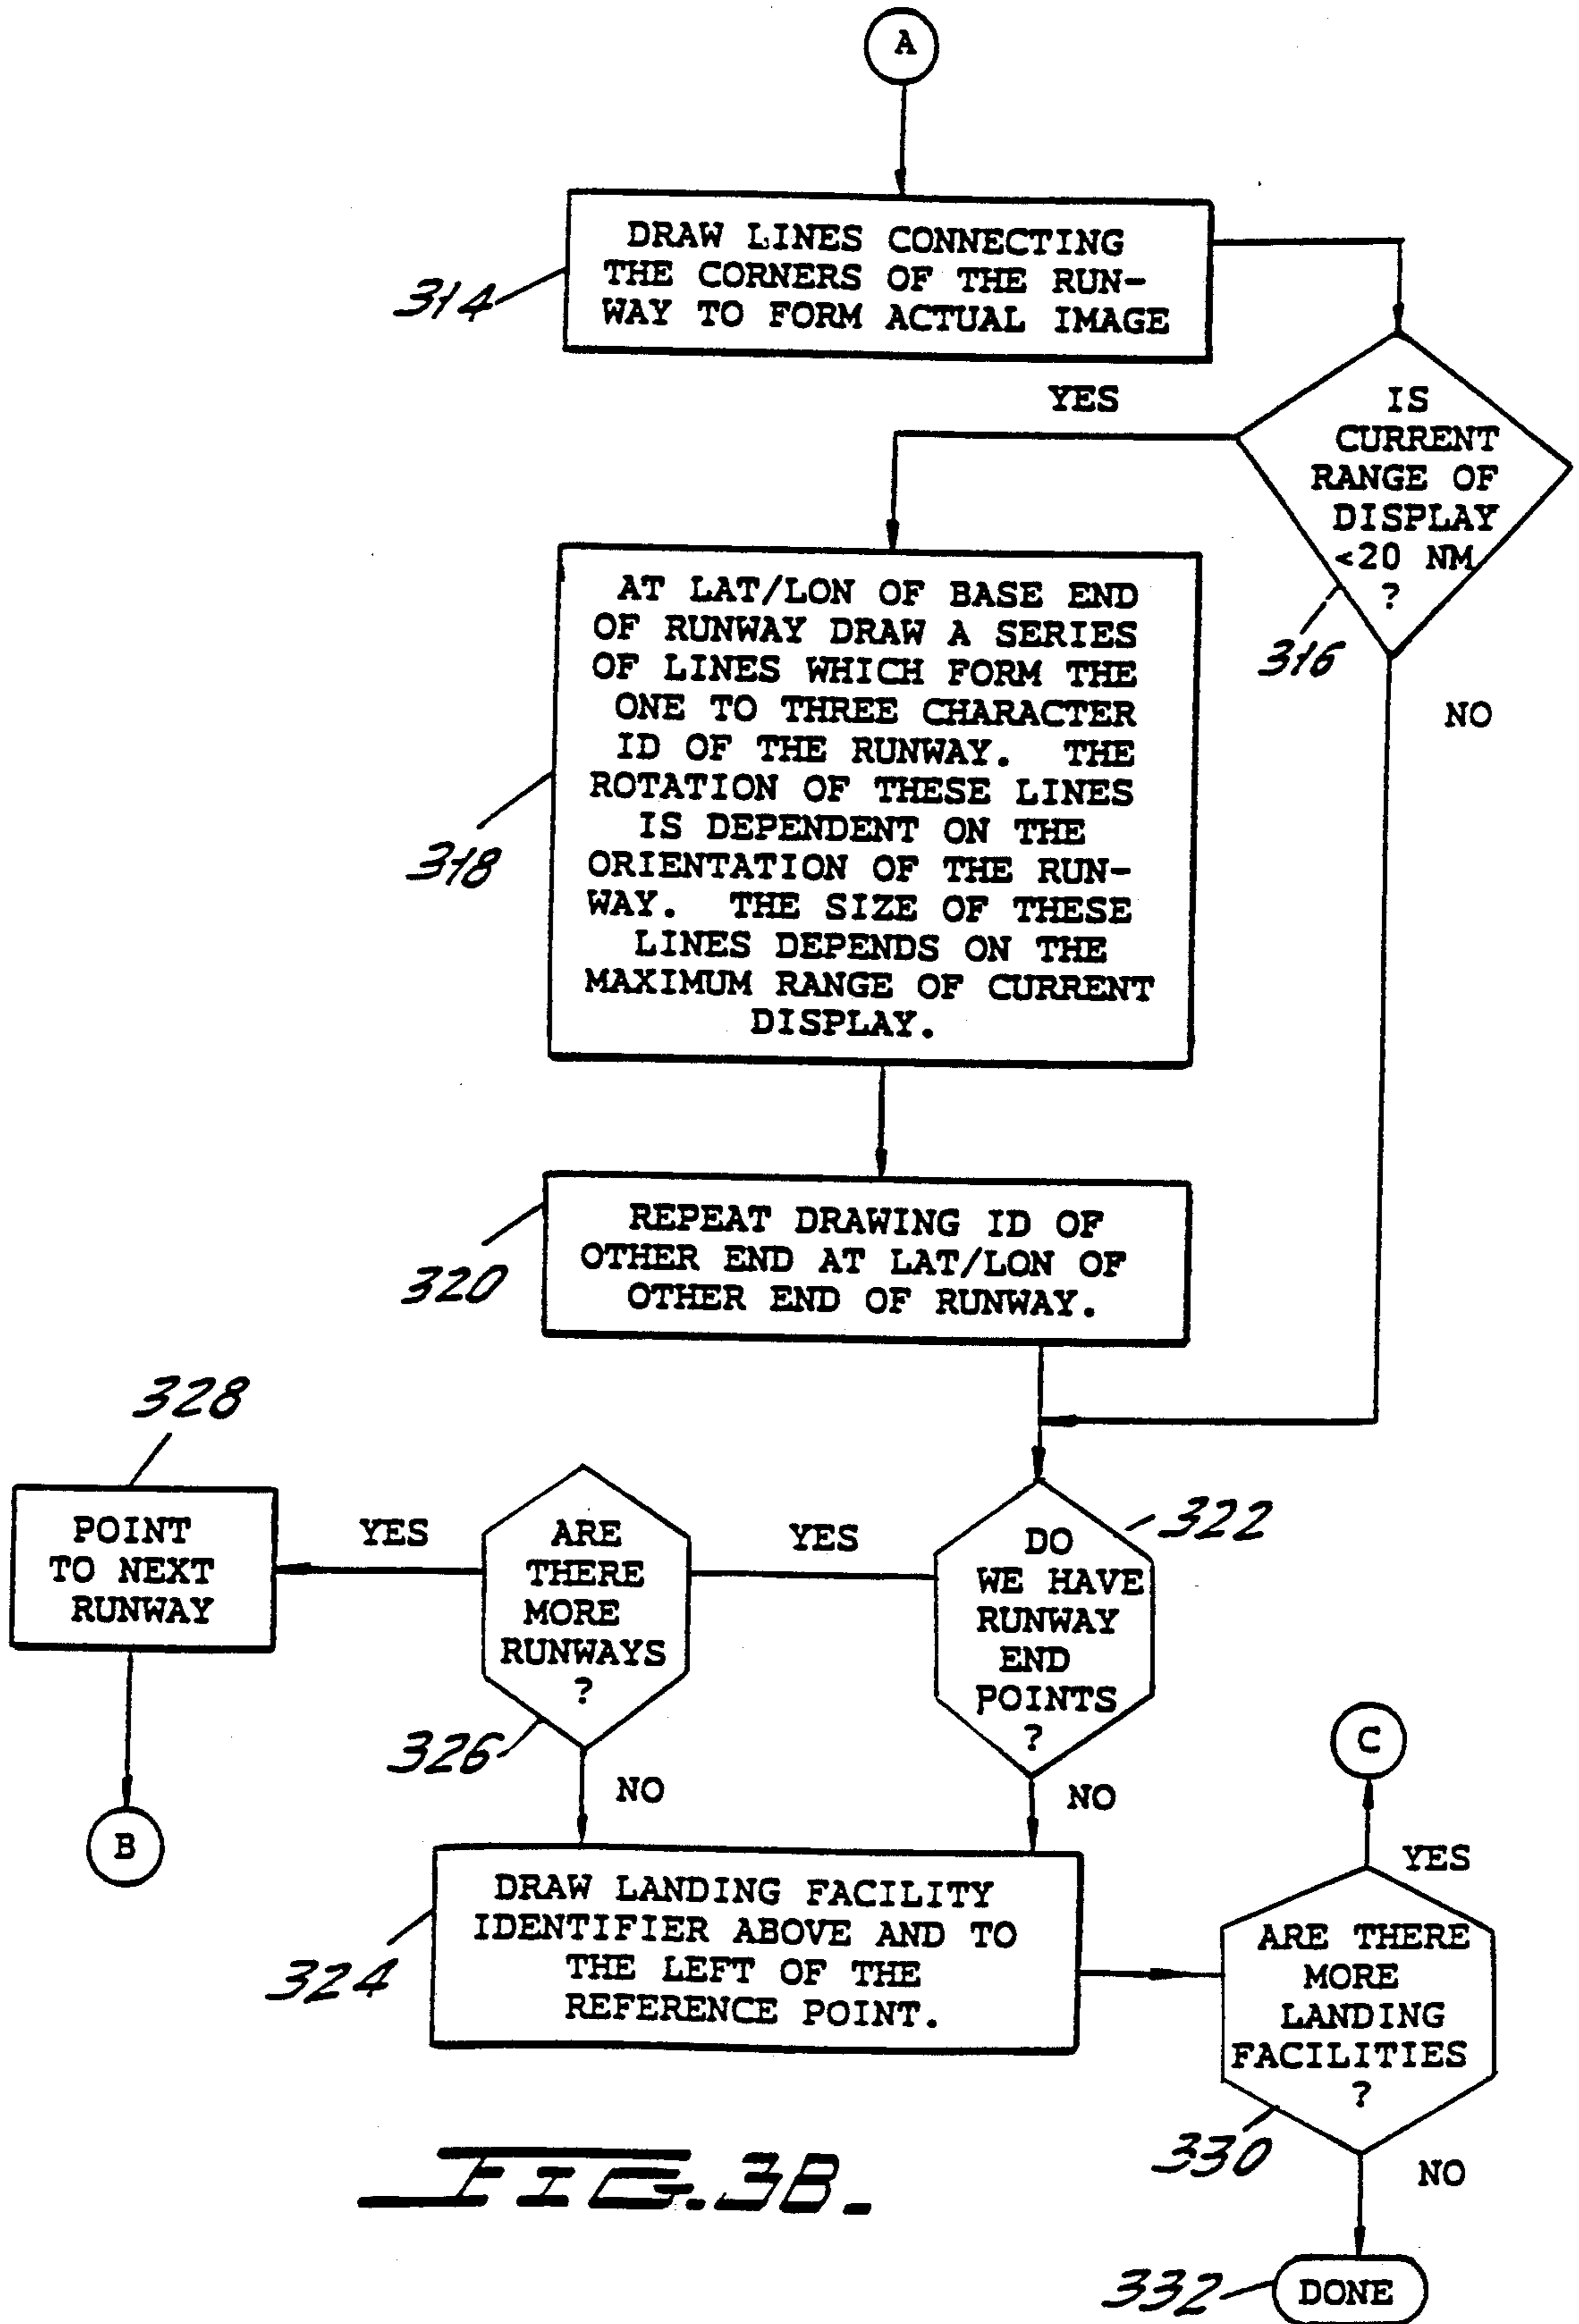 A
DRAW LINES CONNECTING
THE CORNERS OF THE RUN-
WAY TO FORM ACTUAL IMAGE
314
YES
IS
CURRENT
RANGE OF
DISPLAY
<20 NM
?
316
NO
AT LAT/LON OF BASE END
OF RUNWAY DRAW A SERIES
OF LINES WHICH FORM THE
ONE TO THREE CHARACTER
ID OF THE RUNWAY. THE
ROTATION OF THESE LINES
IS DEPENDENT ON THE
ORIENTATION OF THE RUN-
WAY. THE SIZE OF THESE
LINES DEPENDS ON THE
MAXIMUM RANGE OF CURRENT
DISPLAY.
318
REPEAT DRAWING ID OF
OTHER END AT LAT/LON OF
OTHER END OF RUNWAY.
320
328
POINT
TO NEXT
RUNWAY
YES
ARE
THERE
MORE
RUNWAYS
?
326
YES
DO
WE HAVE
RUNWAY
END
POINTS
?
322
NO
NO
B
C
YES
DRAW LANDING FACILITY
IDENTIFIER ABOVE AND TO
THE LEFT OF THE
REFERENCE POINT.
324
ARE THERE
MORE
LANDING
FACILITIES
?
330
NO
332
DONE
FIG. 3B.